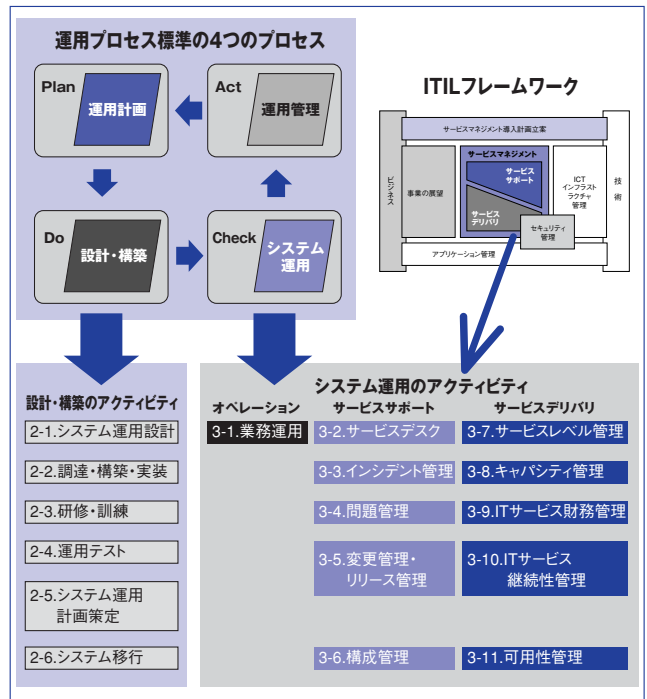 運用プロセス標準の4つのプロセス
Plan
運用計画
Act
運用管理
Do
設計・構築
Check
システム
運用
ITILフレームワーク
サービスマネジメント導入計画立案
ビジネス
事業の展望
サービスマネジメント
サービス
サポート
サービス
デリバリ
ICT
インフラスト
ラクチャ
管理
セキュリティ
管理
技術
アプリケーション管理
設計・構築のアクティビティ
2-1.システム運用設計
2-2.調達・構築・実装
2-3.研修・訓練
2-4.運用テスト
2-5.システム運用
計画策定
2-6.システム移行
システム運用のアクティビティ
オペレーション
3-1.業務運用
サービスサポート
3-2.サービスデスク
3-3.インシデント管理
3-4.問題管理
3-5.変更管理・
リリース管理
3-6.構成管理
サービスデリバリ
3-7.サービスレベル管理
3-8.キャパシティ管理
3-9.ITサービス財務管理
3-10.ITサービス
継続性管理
3-11.可用性管理